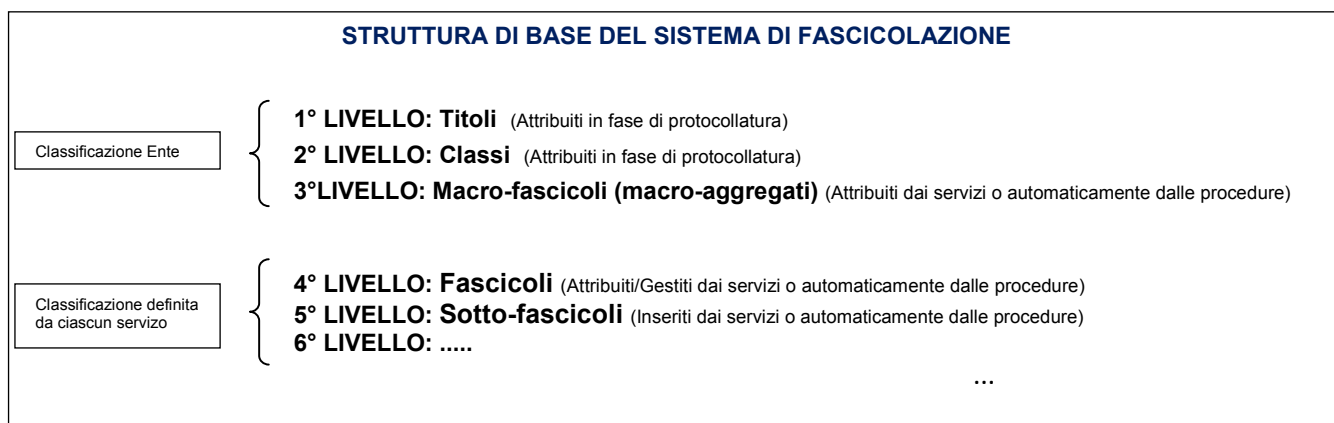 STRUTTURA DI BASE DEL SISTEMA DI FASCICOLAZIONE
Classificazione Ente
1° LIVELLO: Titoli (Attribuiti in fase di protocollatura)
2° LIVELLO: Classi (Attribuiti in fase di protocollatura)
3°LIVELLO: Macro-fascicoli (macro-aggregati) (Attribuiti dai servizi o automaticamente dalle procedure)
Classificazione definita
da ciascun servizo
4° LIVELLO: Fascicoli (Attribuiti/Gestiti dai servizi o automaticamente dalle procedure)
5° LIVELLO: Sotto-fascicoli (Inseriti dai servizi o automaticamente dalle procedure)
6° LIVELLO: .....
...